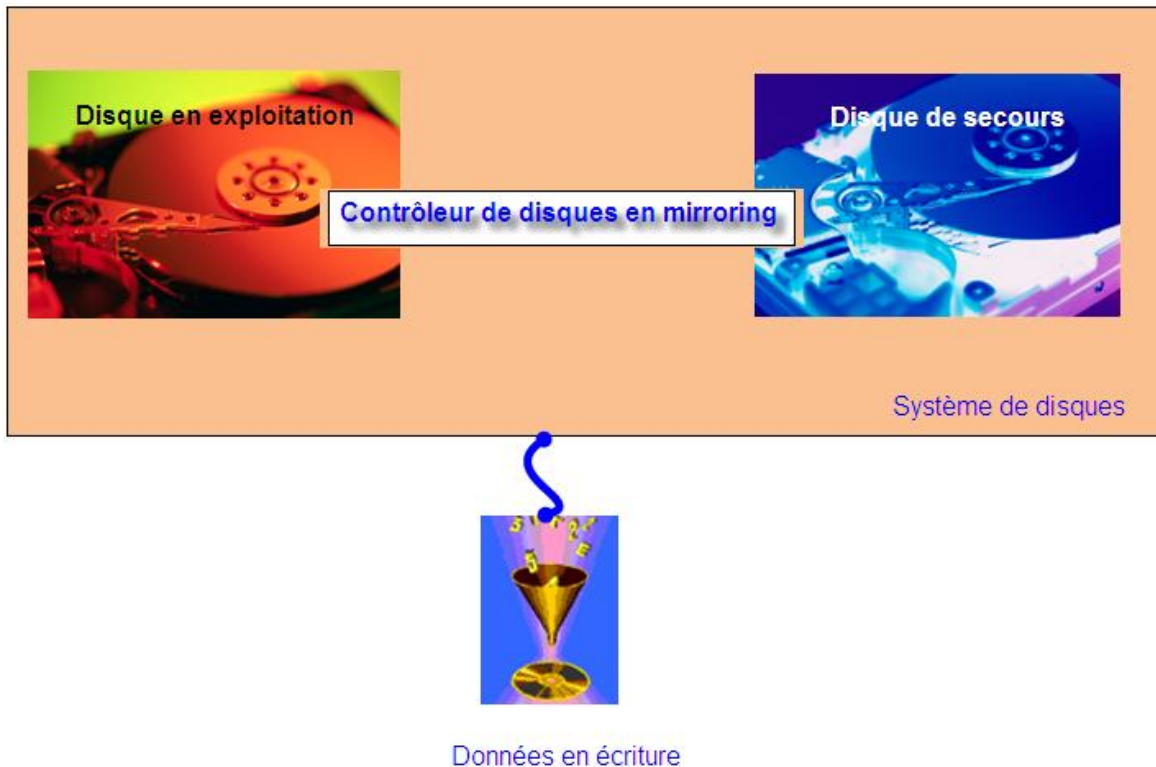 Disque en exploitation
Disque de secours
Contrôleur de disques en mirroring
Système de disques
Données en écriture